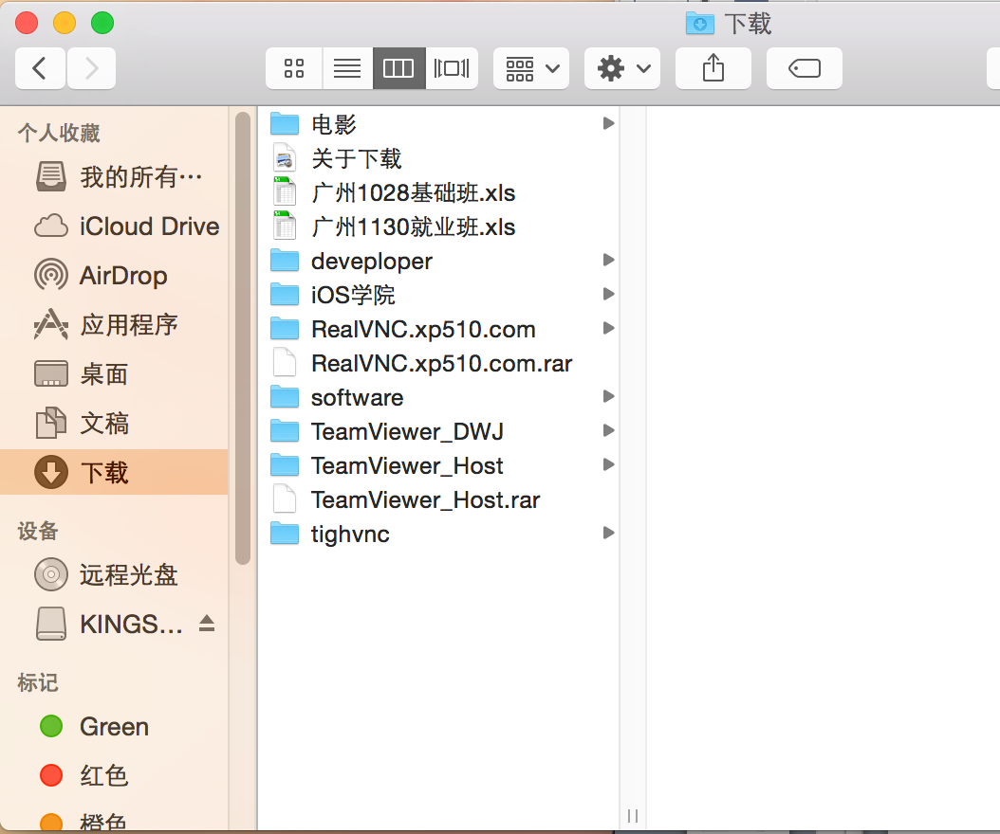 下载
个人收藏
我的所有…
iCloud Drive
AirDrop
应用程序
桌面
文稿
下载
设备
远程光盘
KINGS...
标记
Green
红色
橙色
电影
关于下载
广州1028基础班.xls
广州1130就业班.xls
deveploper
iOS学院
RealVNC.xp510.com
RealVNC.xp510.com.rar
software
TeamViewer_DWJ
TeamViewer_Host
TeamViewer_Host.rar
tighvnc